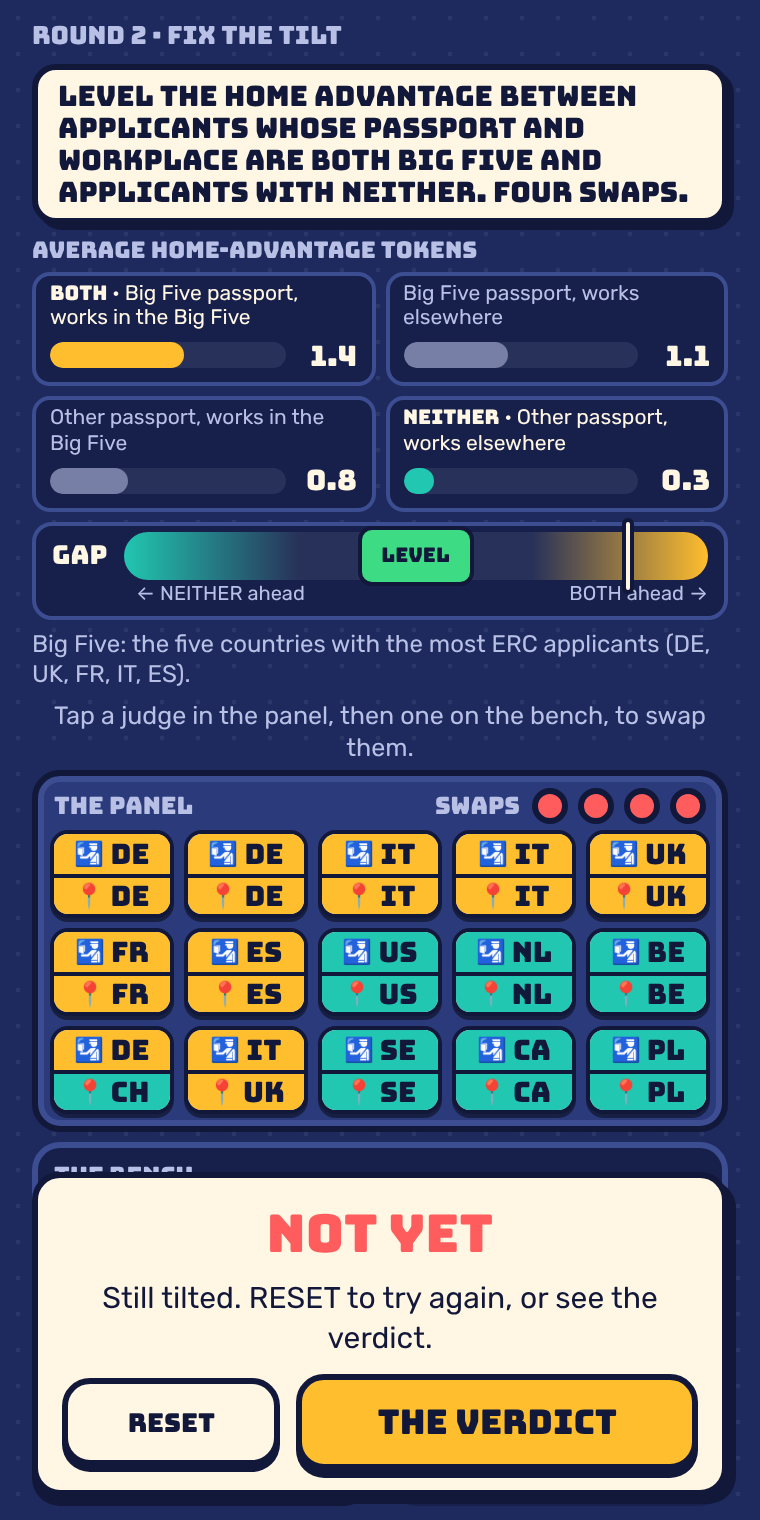 ROUND 2 • FIX THE TILT
LEVEL THE HOME ADVANTAGE BETWEEN
APPLICANTS WHOSE PASSPORT AND
WORKPLACE ARE BOTH BIG FIVE AND
APPLICANTS WITH NEITHER. FOUR SWAPS.
AVERAGE HOME-ADVANTAGE TOKENS
BOTH • Big Five passport,
works in the Big Five
1.4
Big Five passport, works
elsewhere
1.1
Other passport, works in the
Big Five
0.8
NEITHER • Other passport,
works elsewhere
0.3
GAP
LEVEL
← NEITHER ahead
BOTH ahead →
Big Five: the five countries with the most ERC applicants (DE,
UK, FR, IT, ES).
Tap a judge in the panel, then one on the bench, to swap
them.
THE PANEL
SWAPS
DE DE IT IT UK
DE DE IT IT UK
FR ES US NL BE
FR ES US NL BE
DE IT SE CA PL
CH UK SE CA PL
THE BENCH
NOT YET
Still tilted. RESET to try again, or see the
verdict.
RESET
THE VERDICT